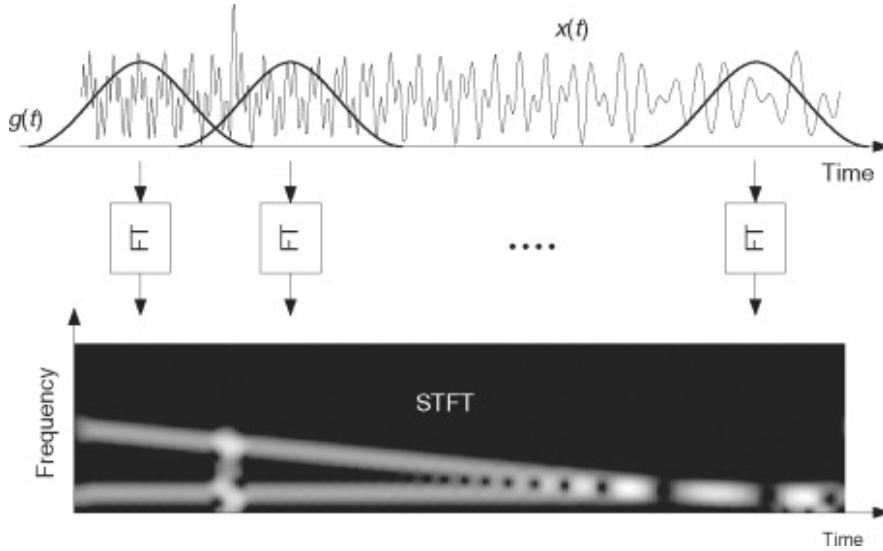 x(t)
g(t)
Time
FT FT .... FT
Frequency
STFT
Time